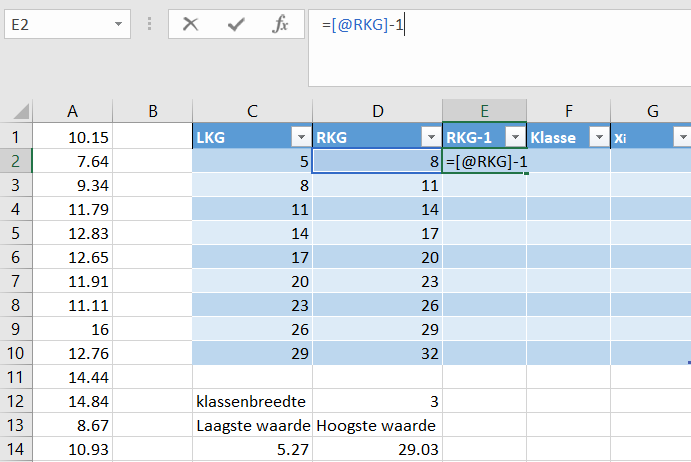 E2 =[@RKG]-1
A B C D E F G
1 10.15 LKG RKG RKG-1 Klasse xi
2 7.64 5 8 =[@RKG]-1
3 9.34 8 11
4 11.79 11 14
5 12.83 14 17
6 12.65 17 20
7 11.91 20 23
8 11.11 23 26
9 16 26 29
10 12.76 29 32
11 14.44
12 14.84 klassenbreedte 3
13 8.67 Laagste waarde Hoogste waarde
14 10.93 5.27 29.03